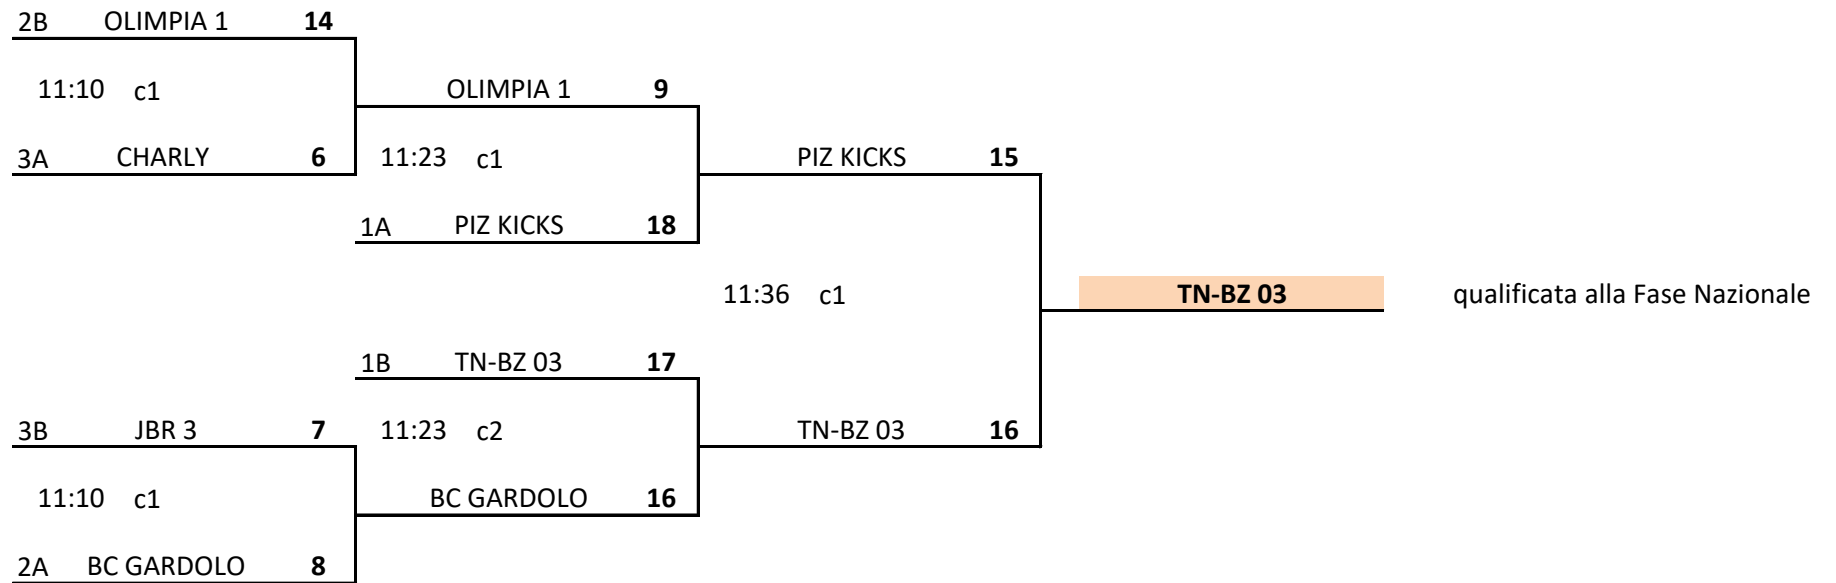 2B OLIMPIA 1 14
11:10 c1 OLIMPIA 1 9
3A CHARLY 6 11:23 c1 PIZ KICKS 15
1A PIZ KICKS 18
11:36 c1 TN-BZ 03 qualificata alla Fase Nazionale
1B TN-BZ 03 17
3B JBR 3 7 11:23 c2 TN-BZ 03 16
11:10 c1 BC GARDOLO 16
2A BC GARDOLO 8